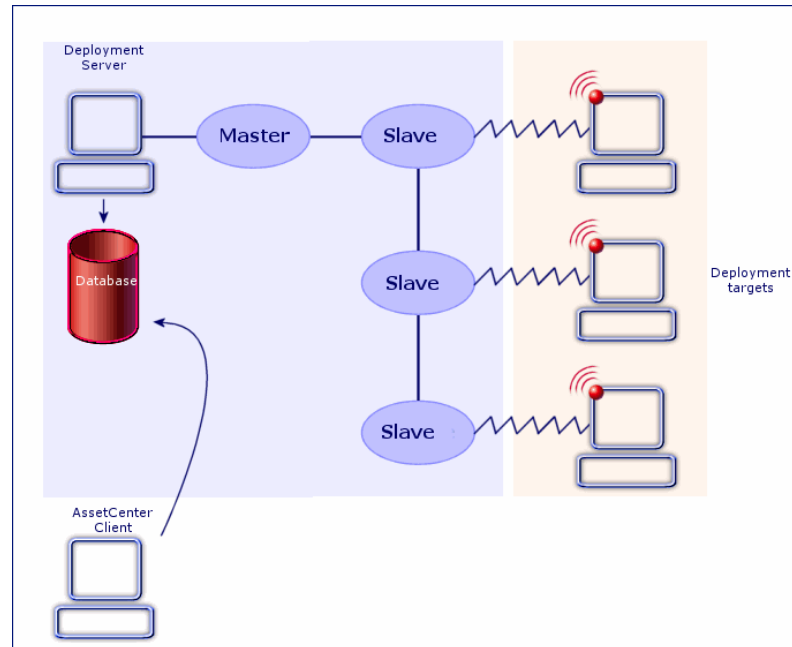 Deployment
Server
Master
Slave
Database
Slave
Deployment
targets
Slave
AssetCenter
Client